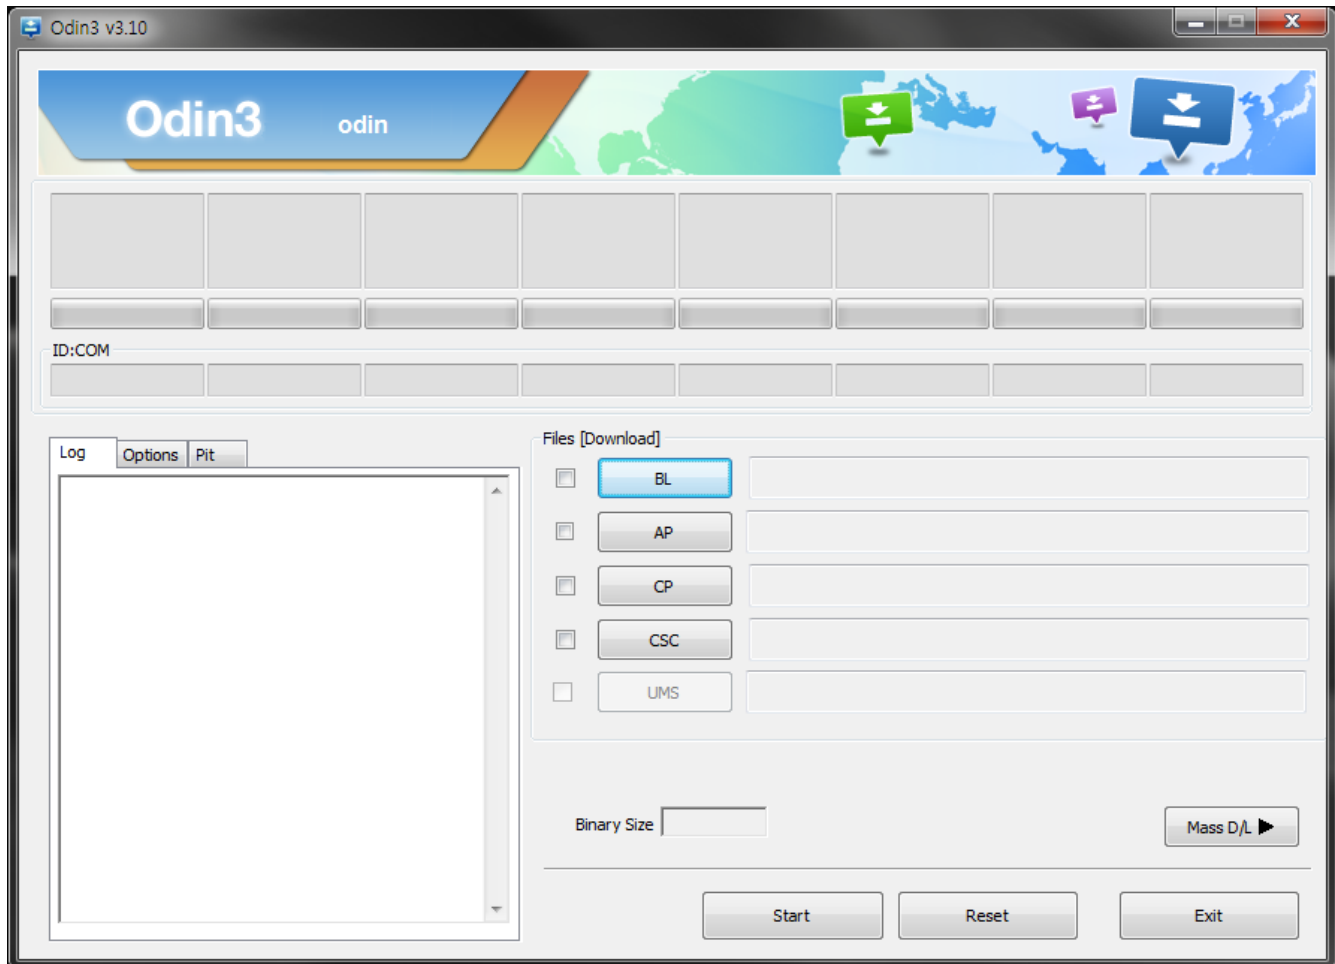 Odin3 v3.10
Odin3 odin
ID:COM
Log Options Pit
Files [Download]
BL
AP
CP
CSC
UMS
Binary Size
Mass D/L
Start Reset Exit